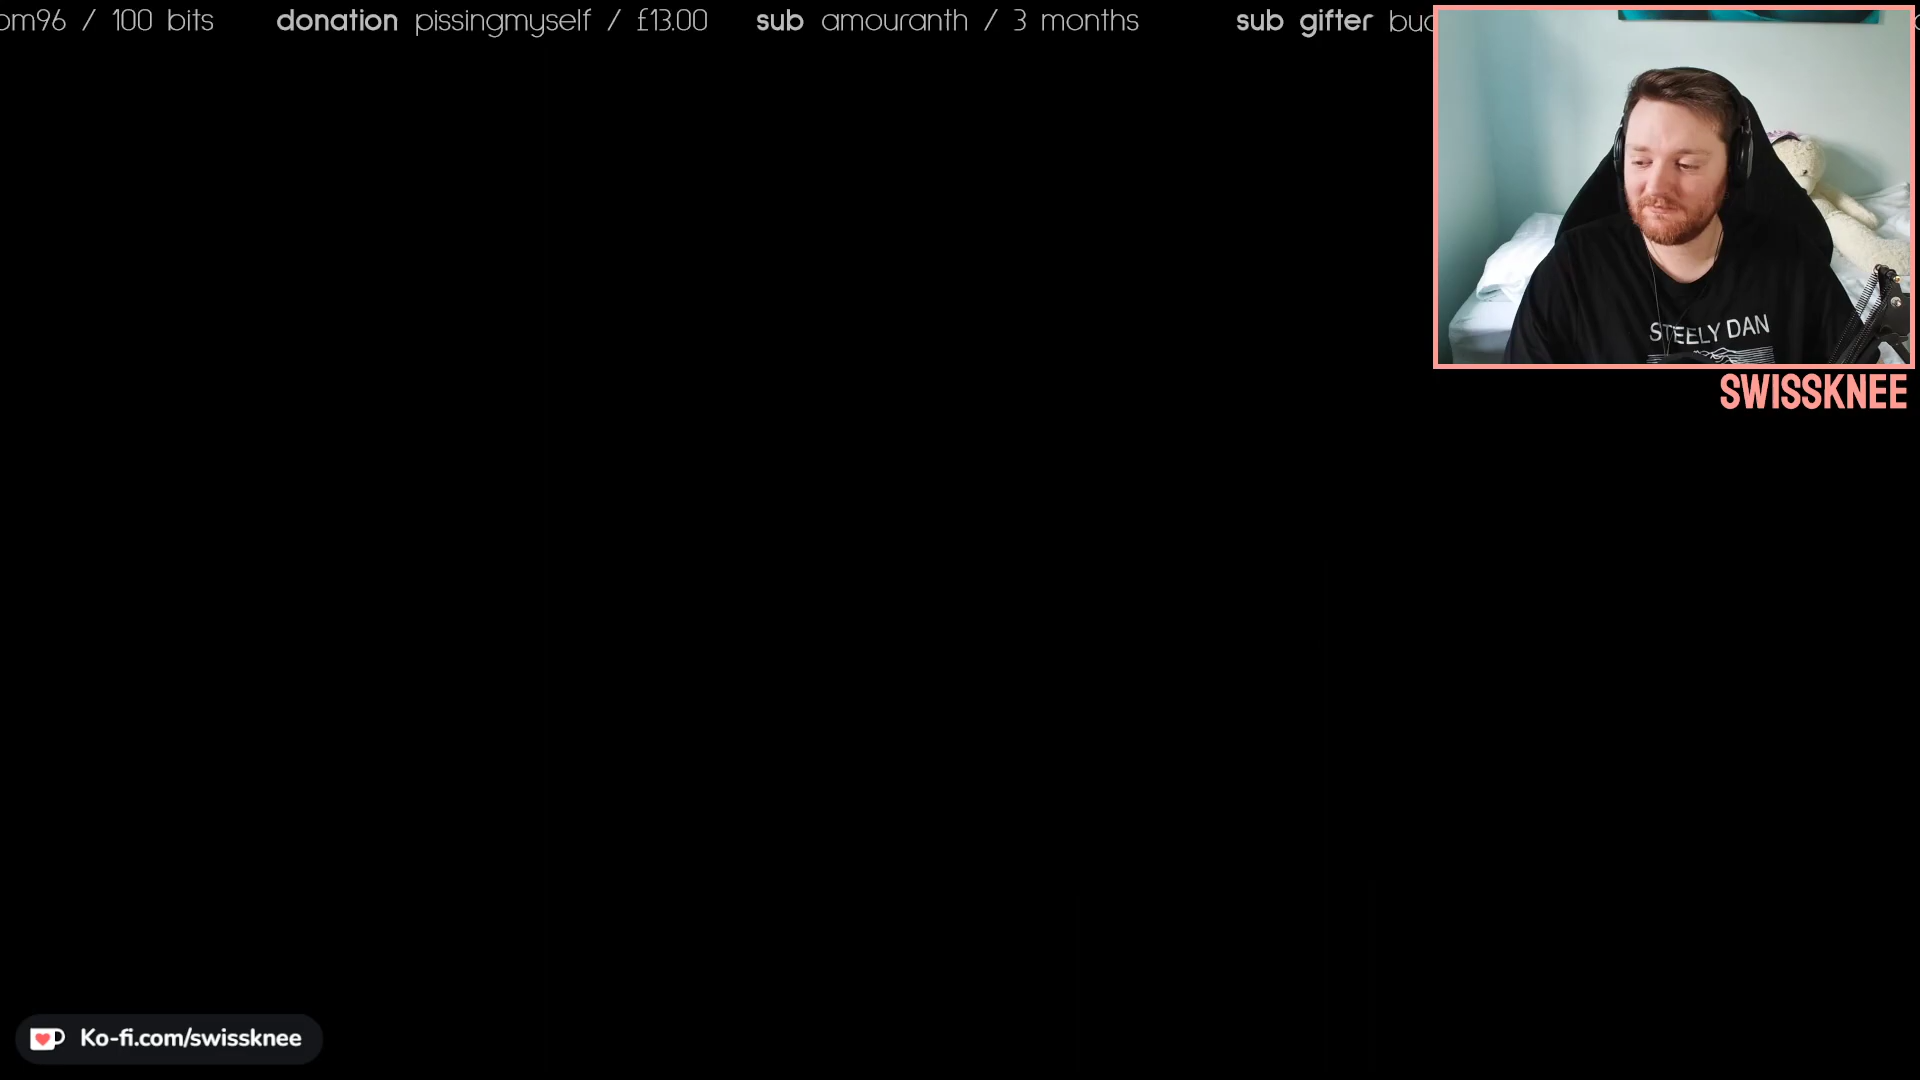 om96 / 100 bits donation pissingmyself / £13.00 sub amouranth / 3 months sub gifter
STEELY DAN
SWISSKNEE
Ko-fi.com/swissknee